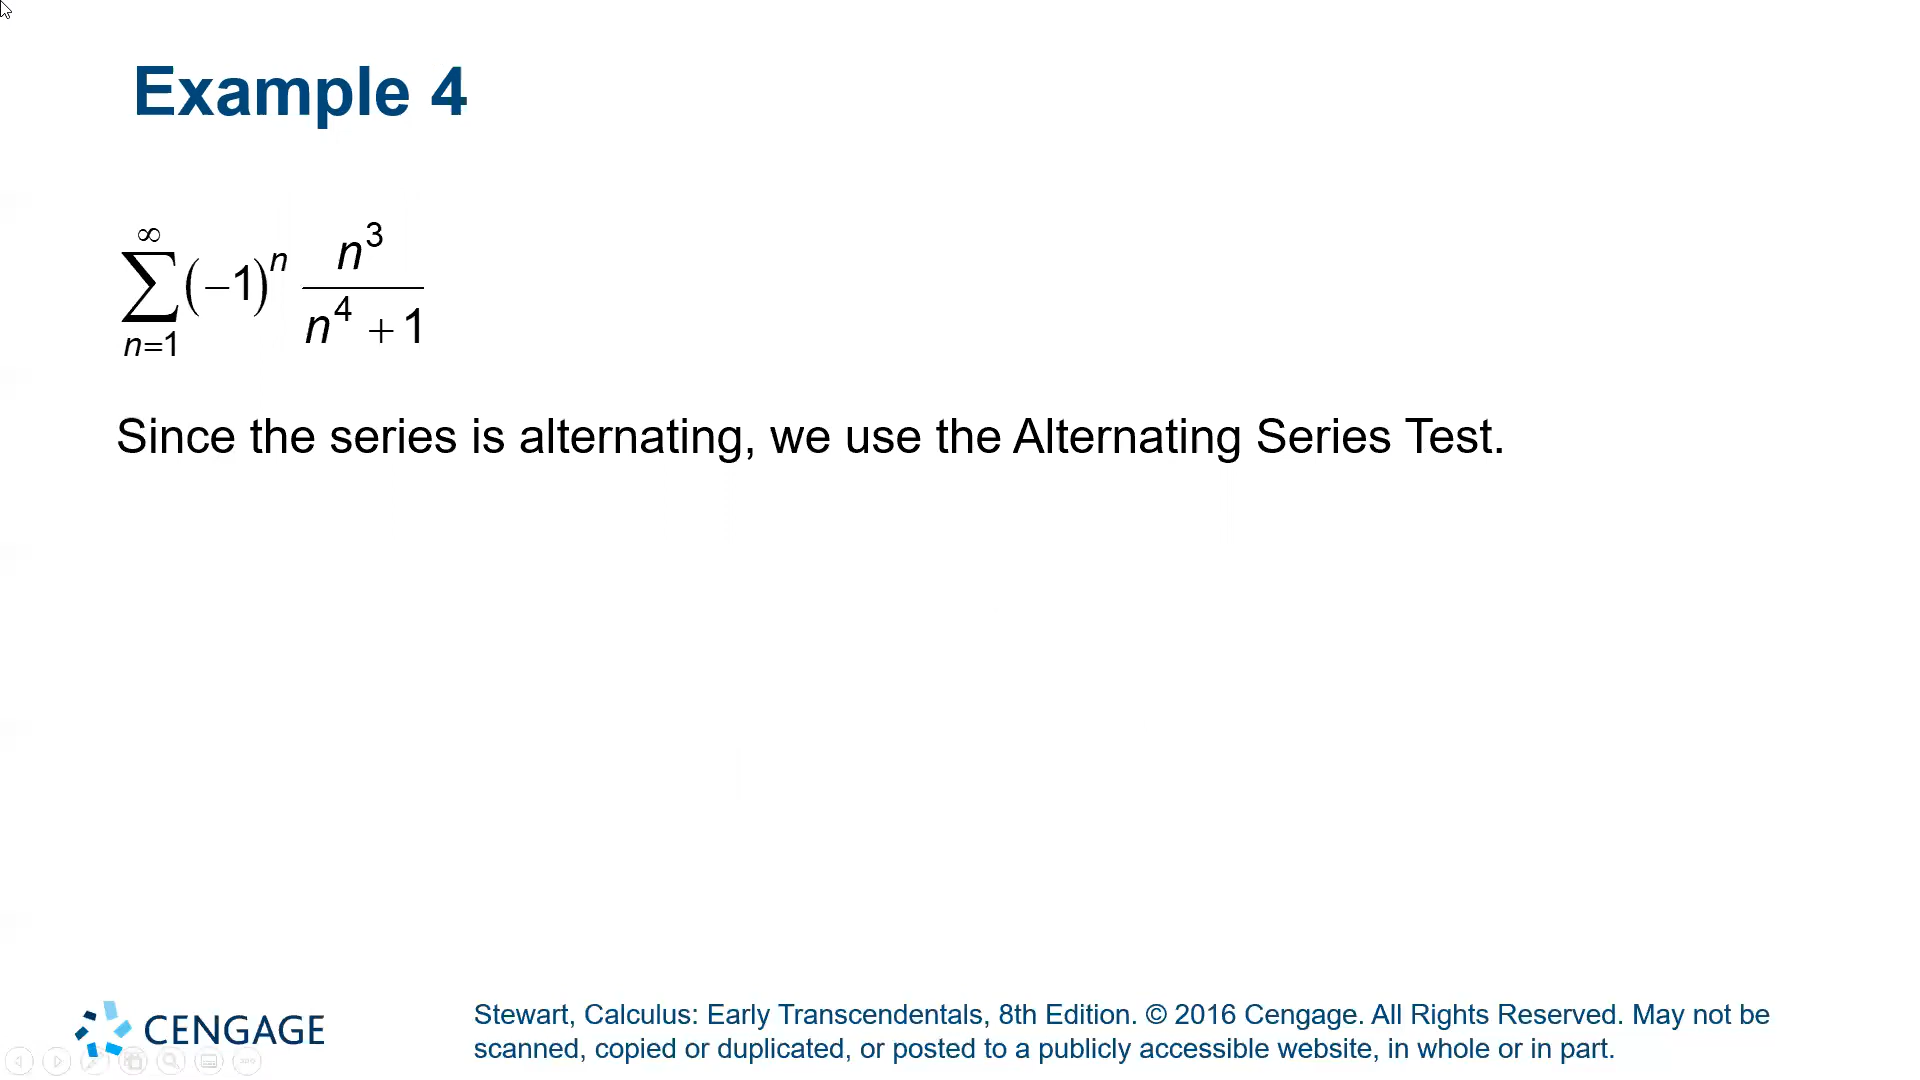 Example 4
∞
∑ (−1)ⁿ n³ / (n⁴ + 1)
n=1
Since the series is alternating, we use the Alternating Series Test.
CENGAGE
Stewart, Calculus: Early Transcendentals, 8th Edition. © 2016 Cengage. All Rights Reserved. May not be
scanned, copied or duplicated, or posted to a publicly accessible website, in whole or in part.